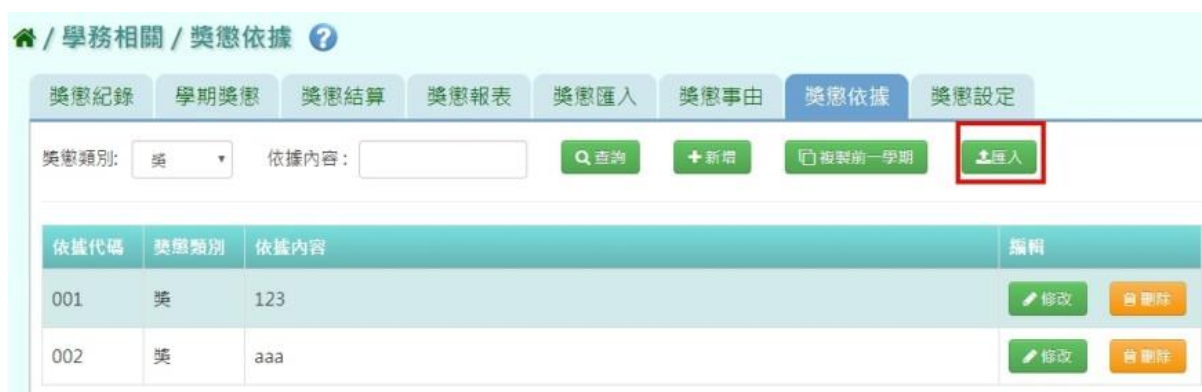 / 學務相關 / 獎懲依據 ?
獎懲紀錄 學期獎懲 獎懲結算 獎懲報表 獎懲匯入 獎懲事由 獎懲依據 獎懲設定
獎懲類別: 獎 依據內容: 查詢 新增 複製前一學期 匯入
依據代碼 獎懲類別 依據內容 編輯
001 獎 123 修改 刪除
002 獎 aaa 修改 刪除